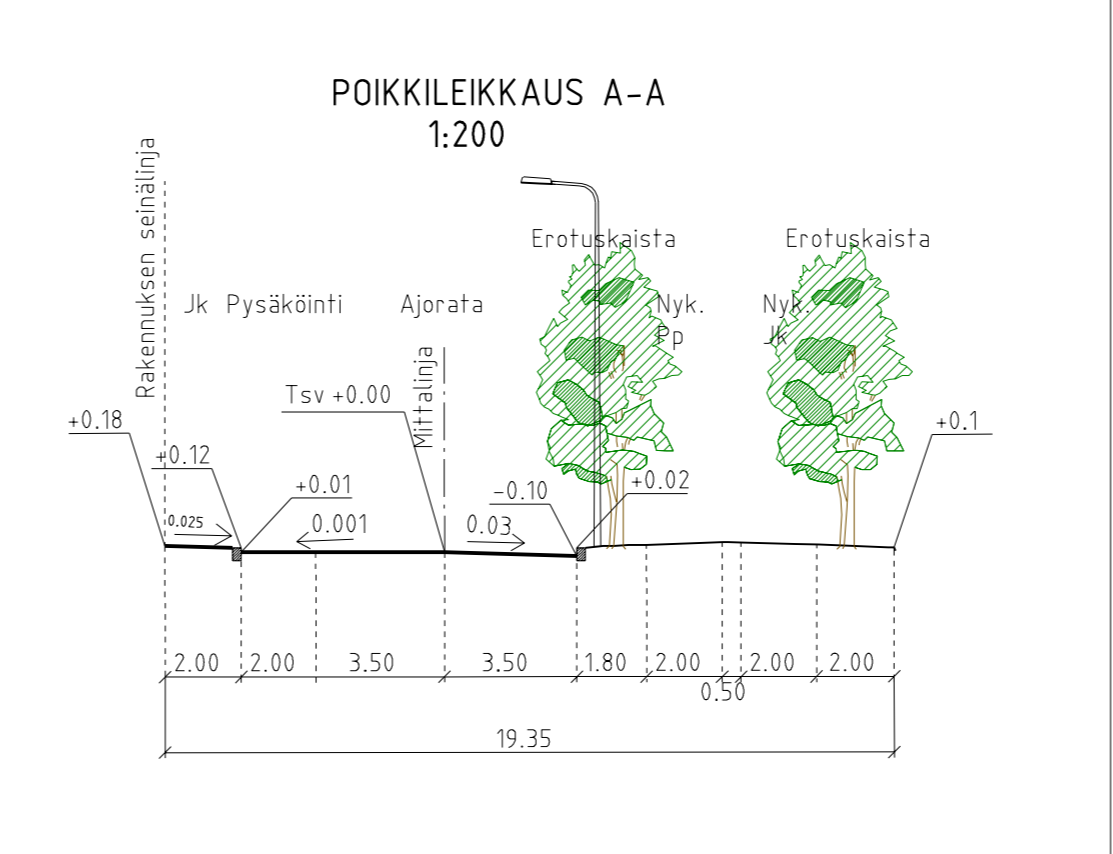 POIKKILEIKKAUS A-A
1:200
Rakennuksen seinälinja
Erotuskaista
Erotuskaista
Jk Pysäköinti
Ajorata
Nyk.
Pp
Nyk.
Jk
Mittalinja
Tsv +0.00
+0.18
+0.12
+0.01
-0.10
+0.02
+0.1
0.025
0.001
0.03
2.00
2.00
3.50
3.50
1.80
2.00
0.50
2.00
2.00
19.35